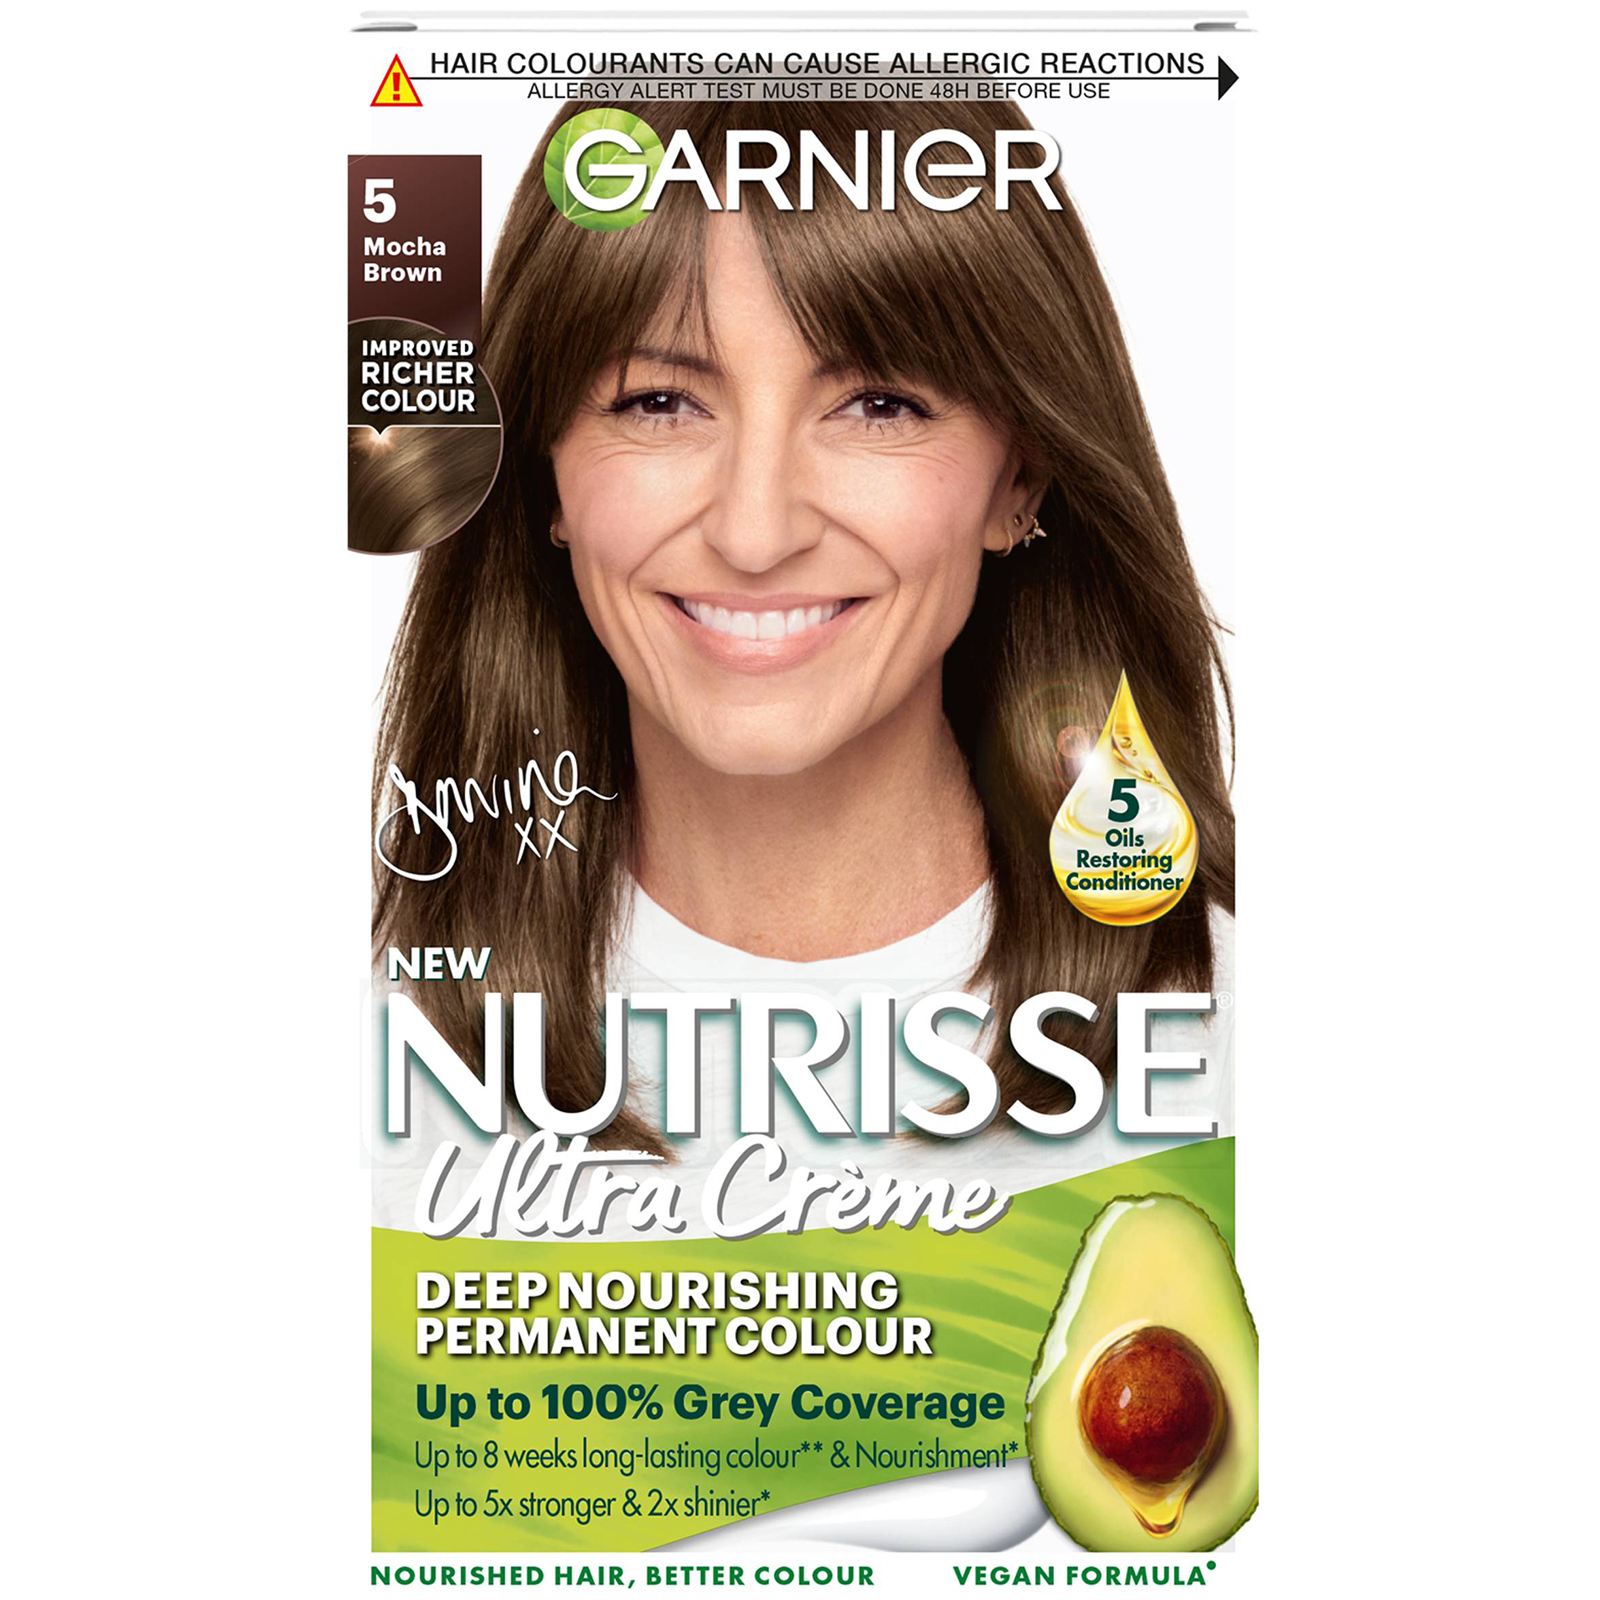 HAIR COLOURANTS CAN CAUSE ALLERGIC REACTIONS
ALLERGY ALERT TEST MUST BE DONE 48H BEFORE USE
GARNIER
5
Mocha
Brown
IMPROVED
RICHER
COLOUR
Davina
XX
5
Oils
Restoring
Conditioner
NEW
NUTRISSE®
Ultra Crème
DEEP NOURISHING
PERMANENT COLOUR
Up to 100% Grey Coverage
Up to 8 weeks long-lasting colour** & Nourishment*
Up to 5x stronger & 2x shinier*
NOURISHED HAIR, BETTER COLOUR
VEGAN FORMULA•